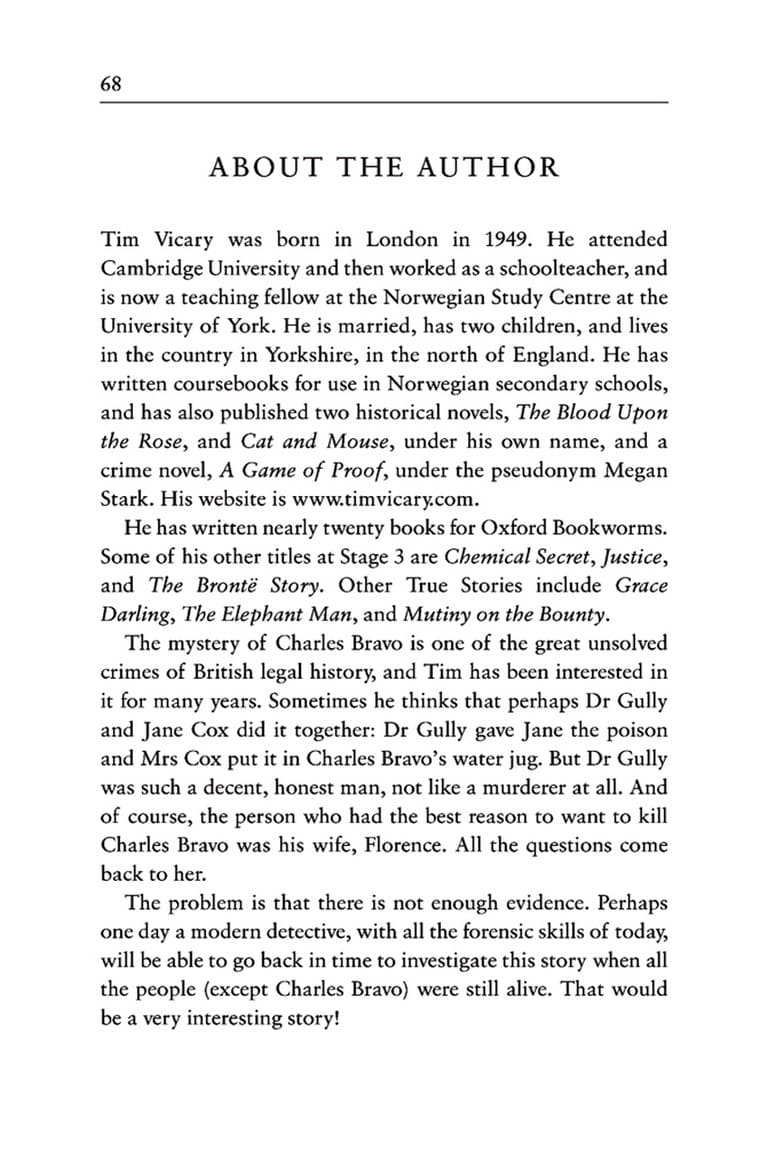 68
ABOUT THE AUTHOR
Tim Vicary was born in London in 1949. He attended
Cambridge University and then worked as a schoolteacher, and
is now a teaching fellow at the Norwegian Study Centre at the
University of York. He is married, has two children, and lives
in the country in Yorkshire, in the north of England. He has
written coursebooks for use in Norwegian secondary schools,
and has also published two historical novels, The Blood Upon
the Rose, and Cat and Mouse, under his own name, and a
crime novel, A Game of Proof, under the pseudonym Megan
Stark. His website is www.timvicary.com.
He has written nearly twenty books for Oxford Bookworms.
Some of his other titles at Stage 3 are Chemical Secret, Justice,
and The Brontë Story. Other True Stories include Grace
Darling, The Elephant Man, and Mutiny on the Bounty.
The mystery of Charles Bravo is one of the great unsolved
crimes of British legal history, and Tim has been interested in
it for many years. Sometimes he thinks that perhaps Dr Gully
and Jane Cox did it together: Dr Gully gave Jane the poison
and Mrs Cox put it in Charles Bravo's water jug. But Dr Gully
was such a decent, honest man, not like a murderer at all. And
of course, the person who had the best reason to want to kill
Charles Bravo was his wife, Florence. All the questions come
back to her.
The problem is that there is not enough evidence. Perhaps
one day a modern detective, with all the forensic skills of today,
will be able to go back in time to investigate this story when all
the people (except Charles Bravo) were still alive. That would
be a very interesting story!